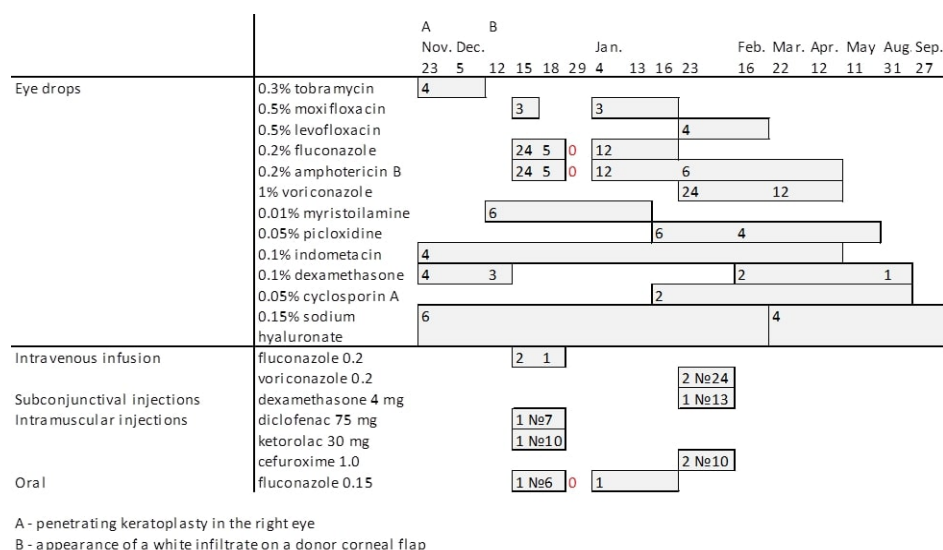 A B
Nov. Dec. Jan. Feb. Mar. Apr. May Aug. Sep.
23 5 12 15 18 29 4 13 16 23 16 22 12 11 31 27
Eye drops 0.3% tobramycin 4
0.5% moxifloxacin 3 3
0.5% levofloxacin 4
0.2% fluconazole 24 5 0 12
0.2% amphotericin B 24 5 0 12 6
1% voriconazole 24 12
0.01% myristoilamine 6
0.05% picloxidine 6 4
0.1% indometacin 4
0.1% dexamethasone 4 3 2 1
0.05% cyclosporin A 2
0.15% sodium 6 4
hyaluronate
Intravenous infusion fluconazole 0.2 2 1
voriconazole 0.2 2 №24
Subconjunctival injections dexamethasone 4 mg 1 №13
Intramuscular injections diclofenac 75 mg 1 №7
ketorolac 30 mg 1 №10
cefuroxime 1.0 2 №10
Oral fluconazole 0.15 1 №6 0 1
A - penetrating keratoplasty in the right eye
B - appearance of a white infiltrate on a donor corneal flap